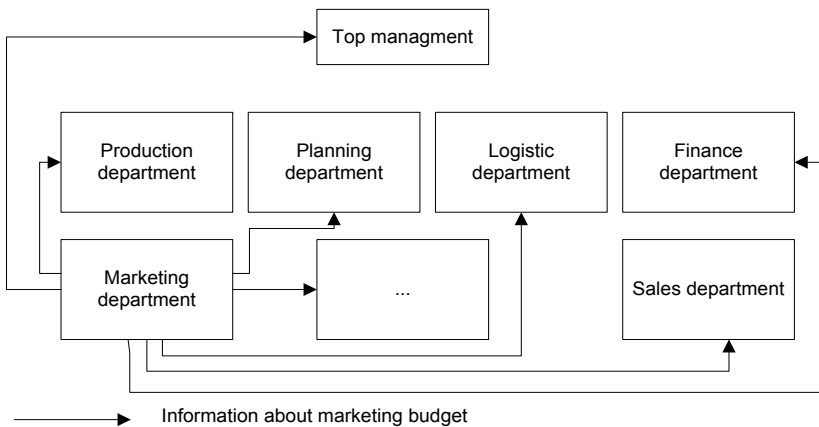 Top managment
Production
department
Planning
department
Logistic
department
Finance
department
Marketing
department
...
Sales department
Information about marketing budget